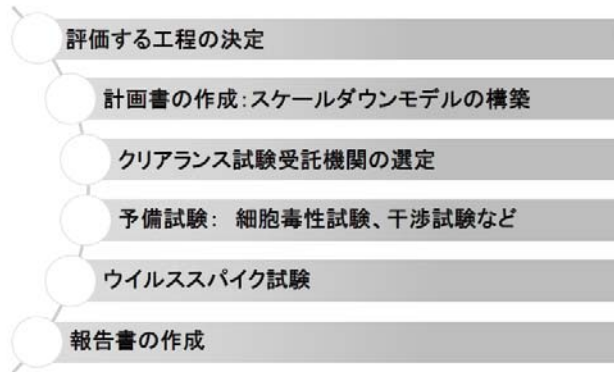 評価する工程の決定
計画書の作成:スケールダウンモデルの構築
クリアランス試験受託機関の選定
予備試験: 細胞毒性試験、干渉試験など
ウイルススパイク試験
報告書の作成